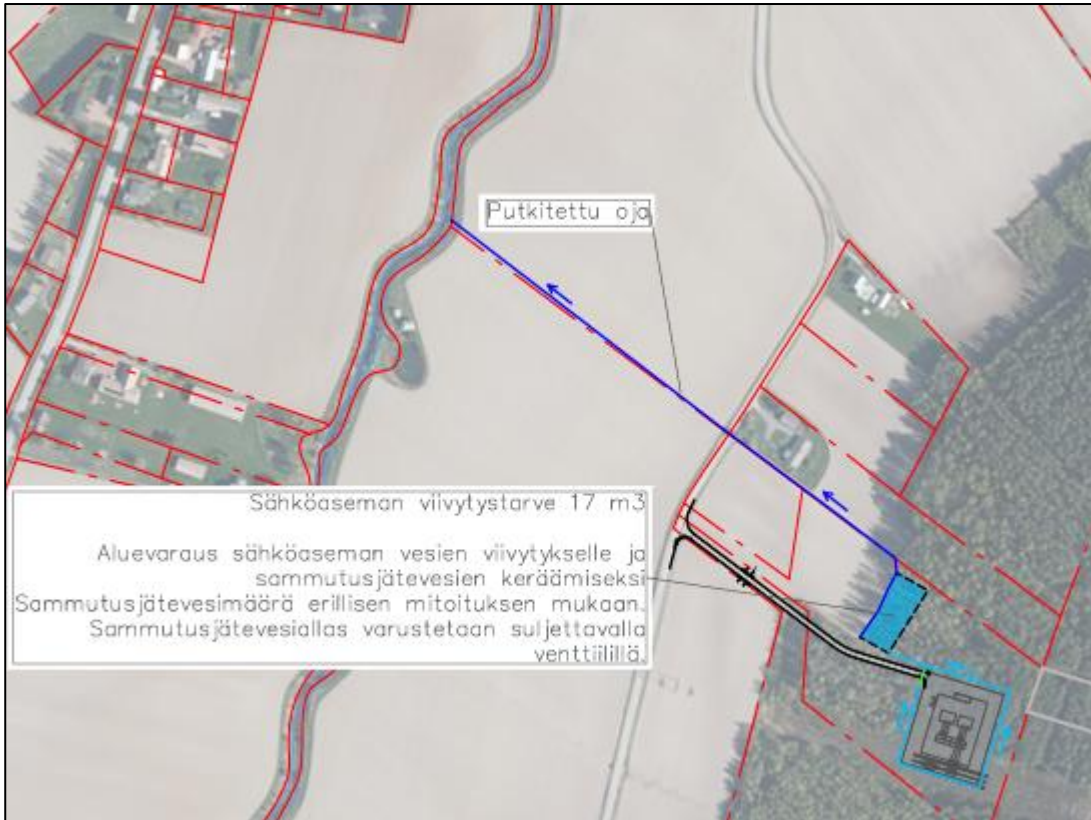 Putkitettu oja
Sähköaseman viivytystarve 17 m3
Aluevaraus sähköaseman vesien viivytykselle ja
sammutusjätevesien keräämiseksi
Sammutusjätevesimäärä erillisen mitoituksen mukaan.
Sammutusjätevesiallas varustetaan suljettavalla
venttiilillä.